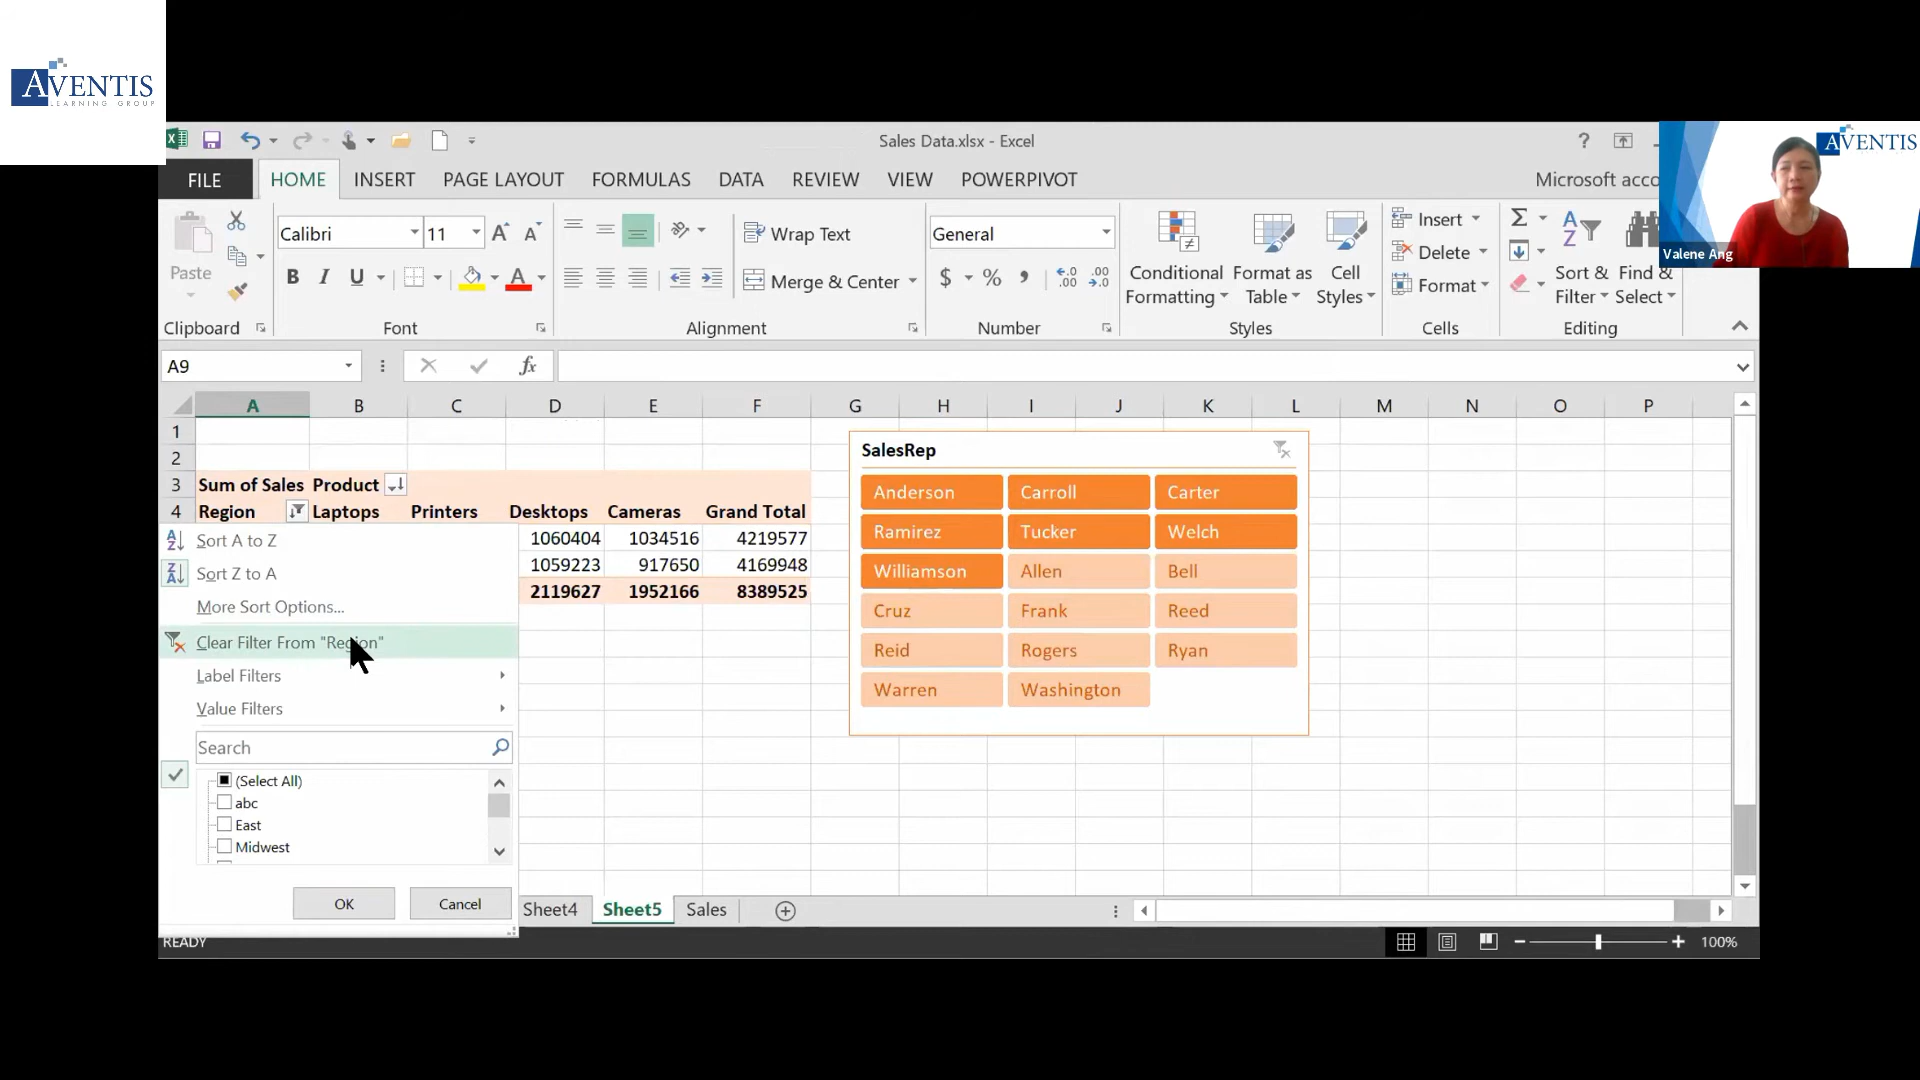 AVENTIS
LEARNING GROUP
Sales Data.xlsx - Excel
?
AVENTIS
Valene Ang
FILE HOME INSERT PAGE LAYOUT FORMULAS DATA REVIEW VIEW POWERPIVOT
Microsoft acco
Paste
Clipboard
Calibri 11
B I U A
Font
Wrap Text
Merge & Center
Alignment
General
$ % ,
Number
Conditional Formatting
Format as Table
Cell Styles
Styles
Insert
Delete
Format
Cells
Sort & Filter
Find & Select
Editing
A9
fx
A B C D E F G H I J K L M N O P
1
2
3 Sum of Sales Product
4 Region Laptops Printers Desktops Cameras Grand Total
1060404 1034516 4219577
1059223 917650 4169948
2119627 1952166 8389525
Sort A to Z
Sort Z to A
More Sort Options...
Clear Filter From "Region"
Label Filters
Value Filters
Search
(Select All)
abc
East
Midwest
OK Cancel
SalesRep
Anderson Carroll Carter
Ramirez Tucker Welch
Williamson Allen Bell
Cruz Frank Reed
Reid Rogers Ryan
Warren Washington
Sheet4 Sheet5 Sales
READY
100%